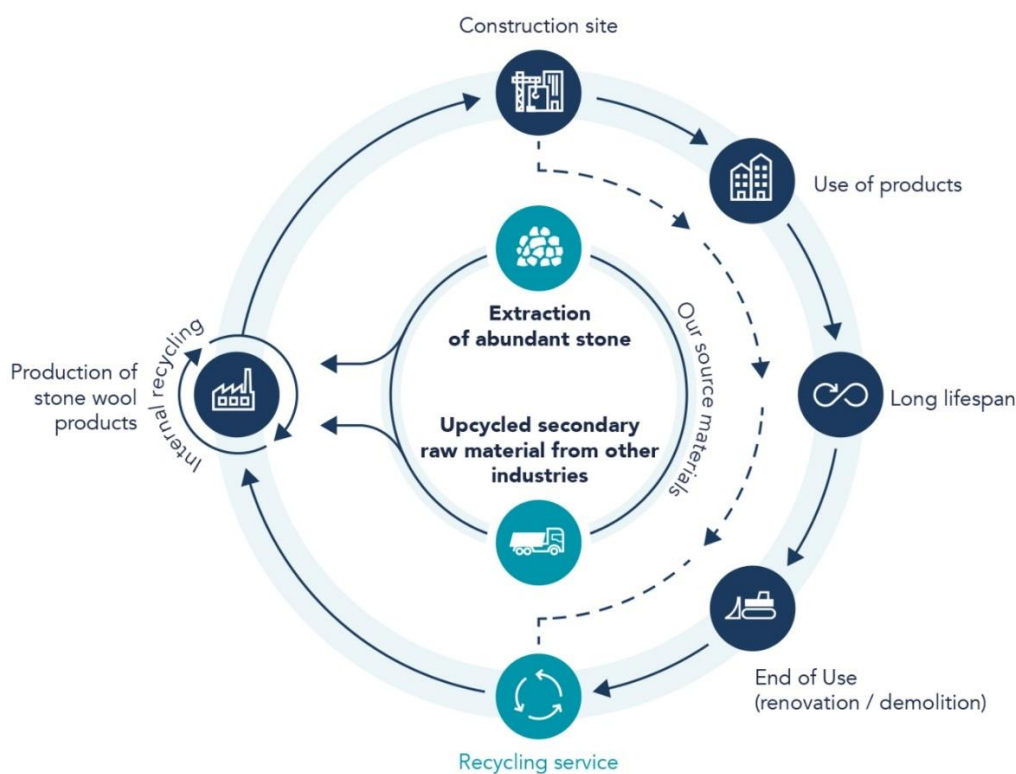 Construction site
Use of products
Extraction
of abundant stone
Our source materials
Internal recycling
Production of
stone wool
products
Long lifespan
Upcycled secondary
raw material from other
industries
End of Use
(renovation / demolition)
Recycling service